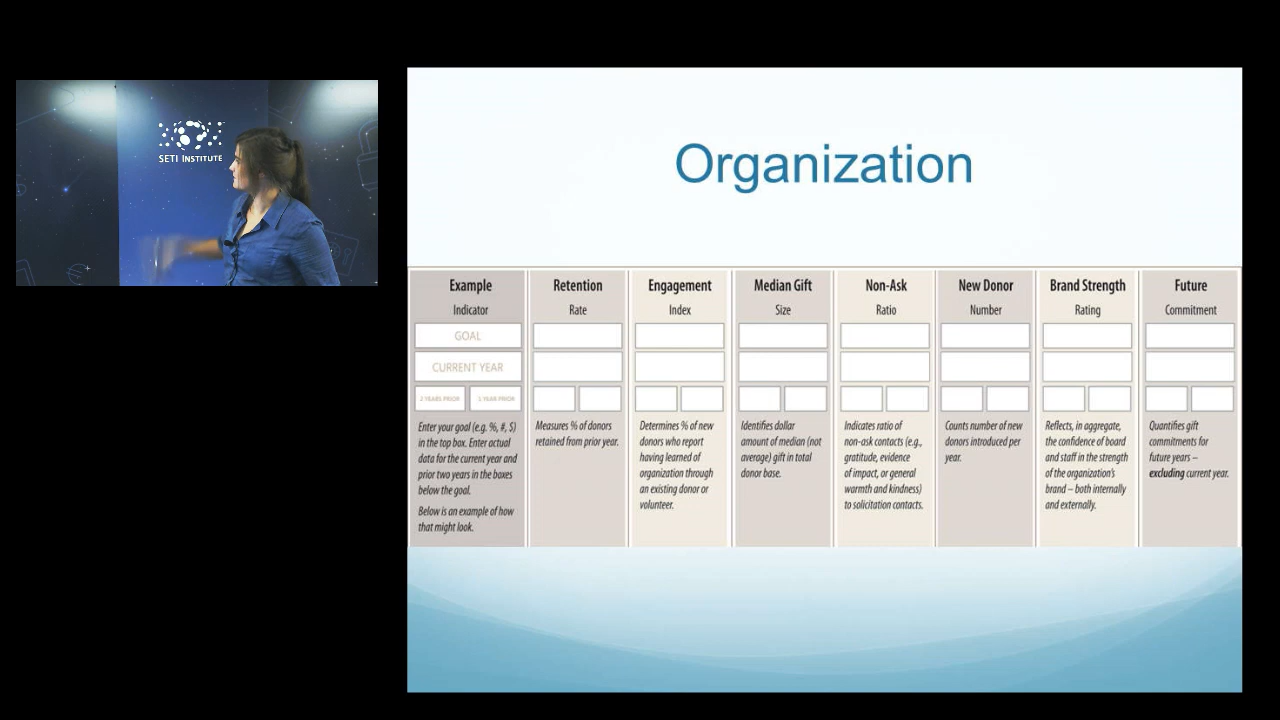 SETI INSTITUTE
Organization
Example
Indicator
GOAL
CURRENT YEAR
2 YEARS PRIOR 1 YEAR PRIOR
Enter your goal (e.g. %, #, $)
in the top box. Enter actual
data for the current year and
prior two years in the boxes
below the goal.
Below is an example of how
that might look.
Retention
Rate
Measures % of donors
retained from prior year.
Engagement
Index
Determines % of new
donors who report
having learned of
organization through
an existing donor or
volunteer.
Median Gift
Size
Identifies dollar
amount of median (not
average) gift in total
donor base.
Non-Ask
Ratio
Indicates ratio of
non-ask contacts (e.g.,
gratitude, evidence
of impact, or general
warmth and kindness)
to solicitation contacts.
New Donor
Number
Counts number of new
donors introduced per
year.
Brand Strength
Rating
Reflects, in aggregate,
the confidence of board
and staff in the strength
of the organization's
brand – both internally
and externally.
Future
Commitment
Quantifies gift
commitments for
future years –
excluding current year.